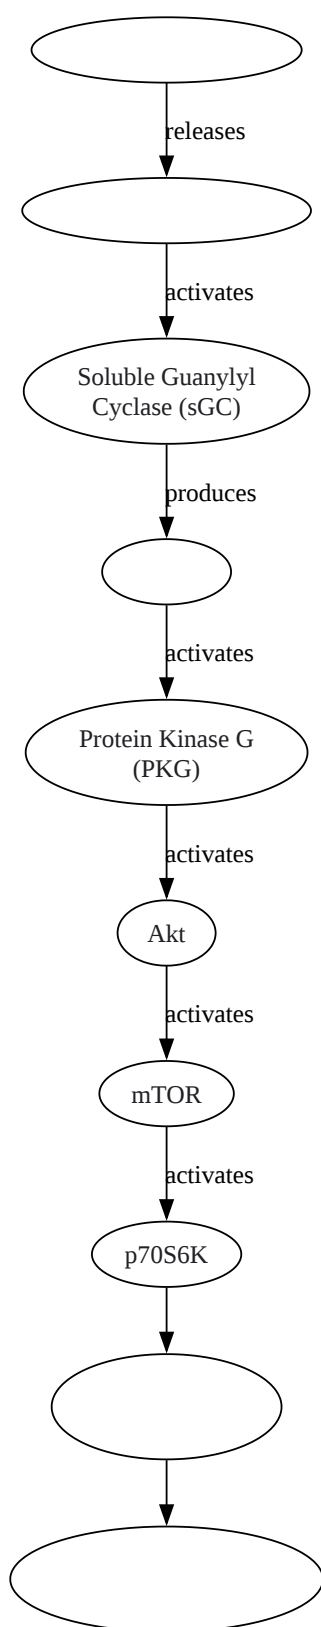 releases
activates
Soluble Guanylyl
Cyclase (sGC)
produces
activates
Protein Kinase G
(PKG)
activates
Akt
activates
mTOR
activates
p70S6K